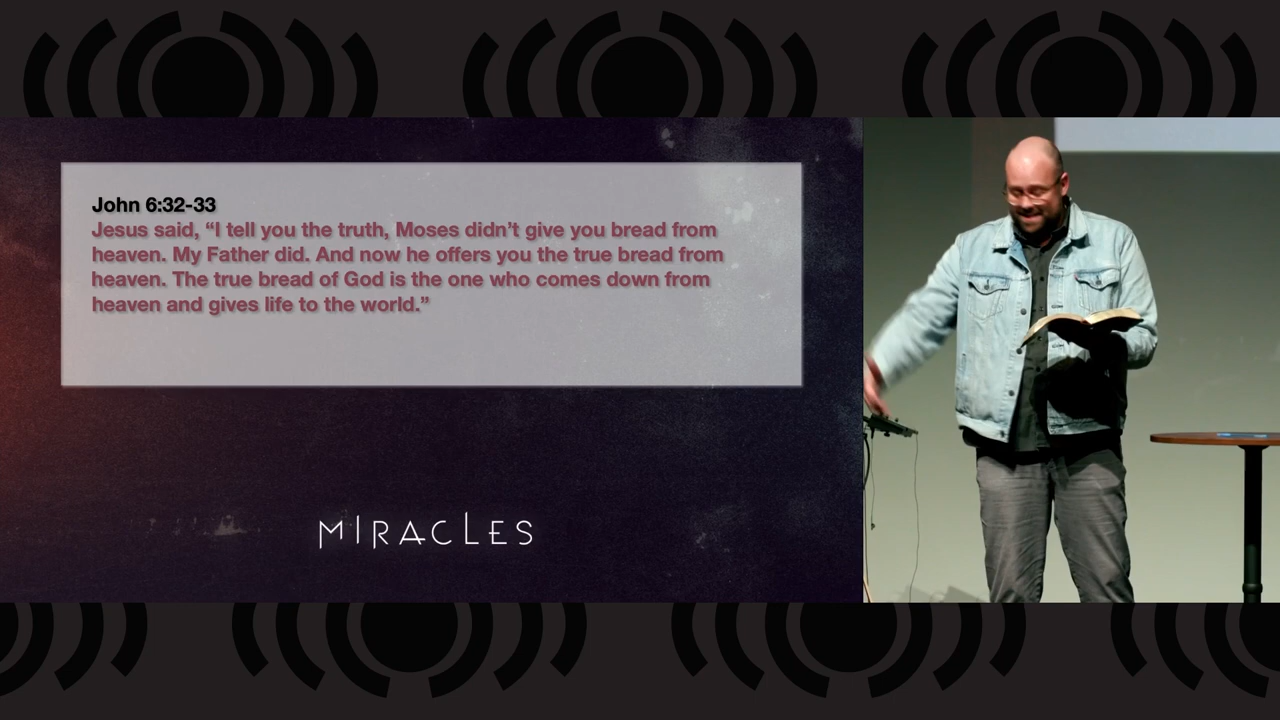 John 6:32-33
Jesus said, “I tell you the truth, Moses didn’t give you bread from
heaven. My Father did. And now he offers you the true bread from
heaven. The true bread of God is the one who comes down from
heaven and gives life to the world.”
MIRACLES